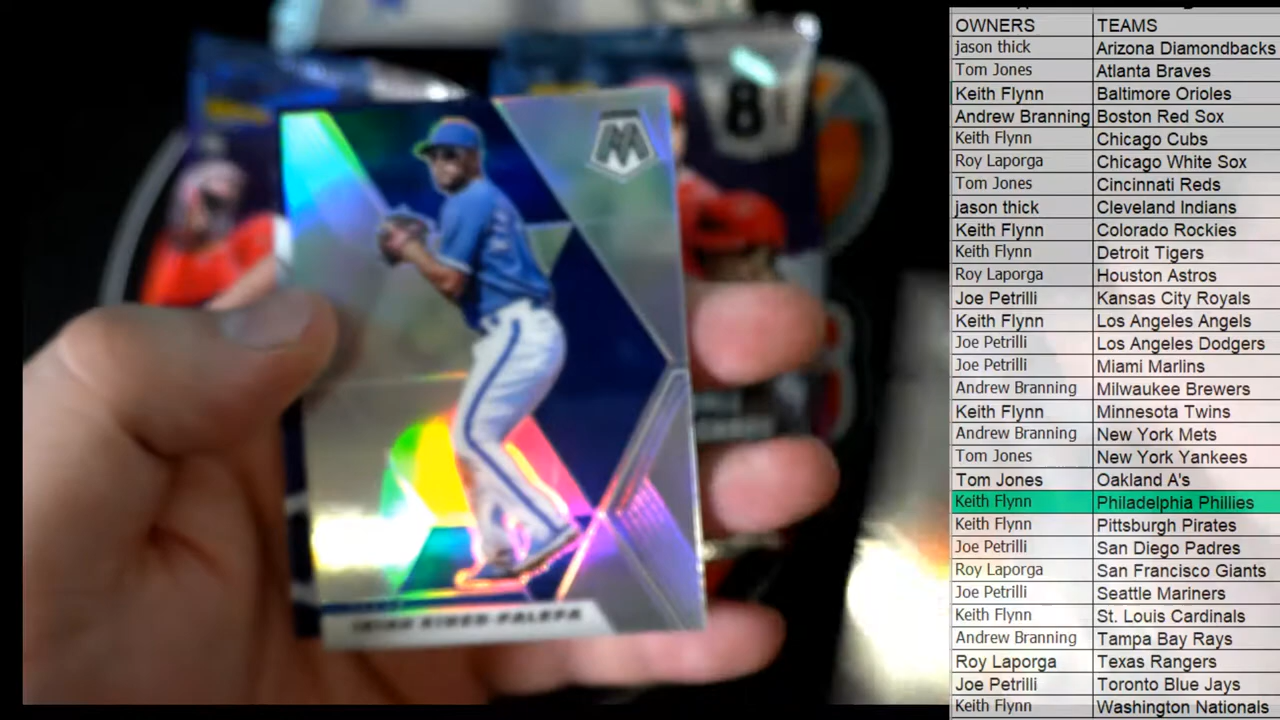 OWNERS TEAMS
jason thick Arizona Diamondbacks
Tom Jones Atlanta Braves
Keith Flynn Baltimore Orioles
Andrew Branning Boston Red Sox
Keith Flynn Chicago Cubs
Roy Laporga Chicago White Sox
Tom Jones Cincinnati Reds
jason thick Cleveland Indians
Keith Flynn Colorado Rockies
Keith Flynn Detroit Tigers
Roy Laporga Houston Astros
Joe Petrilli Kansas City Royals
Keith Flynn Los Angeles Angels
Joe Petrilli Los Angeles Dodgers
Joe Petrilli Miami Marlins
Andrew Branning Milwaukee Brewers
Keith Flynn Minnesota Twins
Andrew Branning New York Mets
Tom Jones New York Yankees
Tom Jones Oakland A's
Keith Flynn Philadelphia Phillies
Keith Flynn Pittsburgh Pirates
Joe Petrilli San Diego Padres
Roy Laporga San Francisco Giants
Joe Petrilli Seattle Mariners
Keith Flynn St. Louis Cardinals
Andrew Branning Tampa Bay Rays
Roy Laporga Texas Rangers
Joe Petrilli Toronto Blue Jays
Keith Flynn Washington Nationals
M
8
KINER-FALEFA